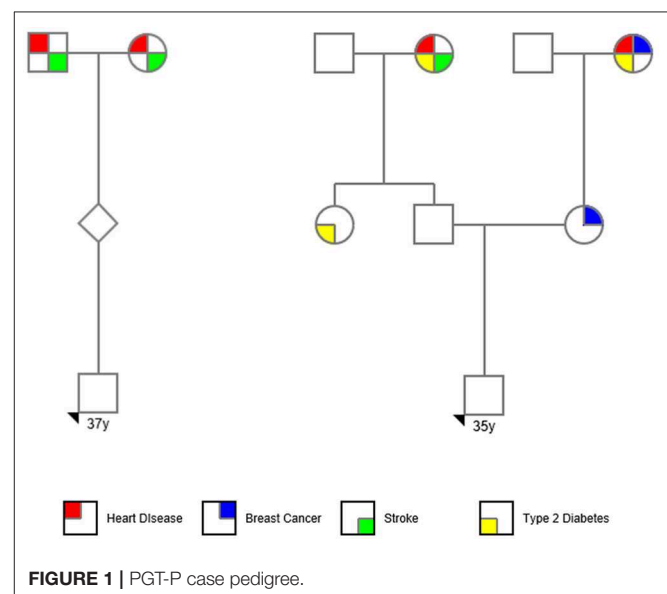 37y
35y
Heart DIsease
Breast Cancer
Stroke
Type 2 Diabetes
FIGURE 1 | PGT-P case pedigree.